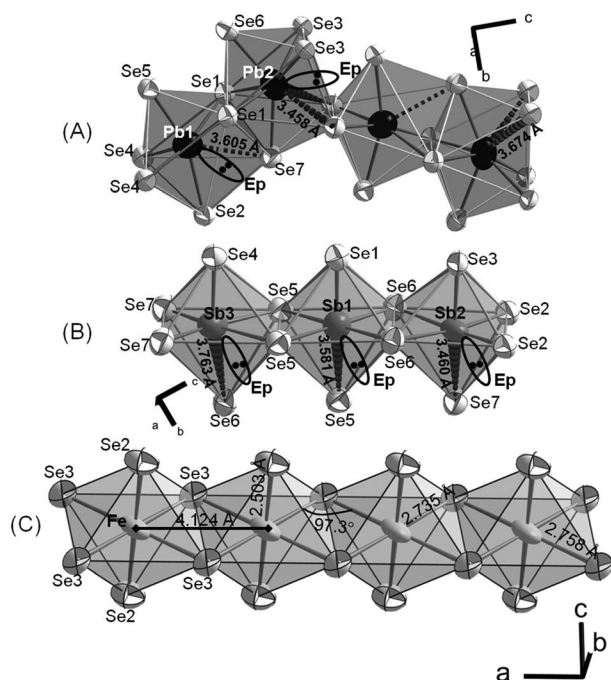 Se6 Se3 c
Se3
Se5 Pb2 Ep b
Se1
(A) Se1 3.458 Å
Pb1 3.605 Å 3.674 Å
Se4 Se7
Se4 Ep
Se2
Se4 Se1 Se3
Se7 Se5 Se6 Se2
(B) Sb3 Sb1 Sb2
Se7 3.763 Å Se5 3.581 Å Se6 3.460 Å Se2
c Ep Ep Ep
a b Se6 Se5 Se7
Se2
Se3 Se3
(C) Fe 4.124 Å 2.503 Å 97.3° 2.735 Å 2.758 Å
Se3 Se3
Se2
c
b
a